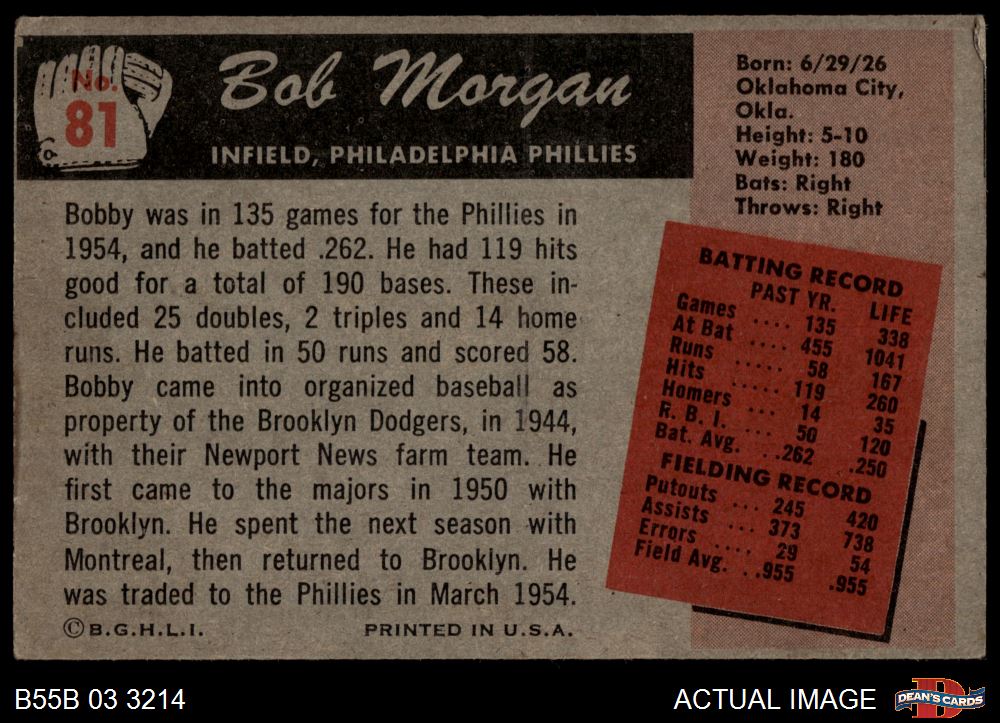 No.
81
Bob Morgan
INFIELD, PHILADELPHIA PHILLIES
Born: 6/29/26
Oklahoma City,
Okla.
Height: 5-10
Weight: 180
Bats: Right
Throws: Right
Bobby was in 135 games for the Phillies in
1954, and he batted .262. He had 119 hits
good for a total of 190 bases. These in-
cluded 25 doubles, 2 triples and 14 home
runs. He batted in 50 runs and scored 58.
Bobby came into organized baseball as
property of the Brooklyn Dodgers, in 1944,
with their Newport News farm team. He
first came to the majors in 1950 with
Brooklyn. He spent the next season with
Montreal, then returned to Brooklyn. He
was traded to the Phillies in March 1954.
©B.G.H.L.I. PRINTED IN U.S.A.
BATTING RECORD
PAST YR. LIFE
Games .... 135 338
At Bat .... 455 1041
Runs ..... 58 167
Hits ..... 119 260
Homers ... 14 35
R. B. I. ... 50 120
Bat. Avg. ..262 .250
FIELDING RECORD
Putouts ... 245 420
Assists ... 373 738
Errors .... 29 54
Field Avg. ..955 .955
B55B 03 3214
ACTUAL IMAGE
DEAN'S CARDS